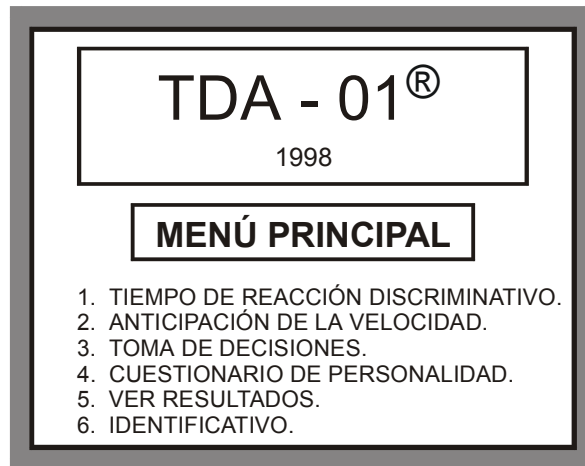 TDA - 01®
1998
MENÚ PRINCIPAL
1. TIEMPO DE REACCIÓN DISCRIMINATIVO.
2. ANTICIPACIÓN DE LA VELOCIDAD.
3. TOMA DE DECISIONES.
4. CUESTIONARIO DE PERSONALIDAD.
5. VER RESULTADOS.
6. IDENTIFICATIVO.